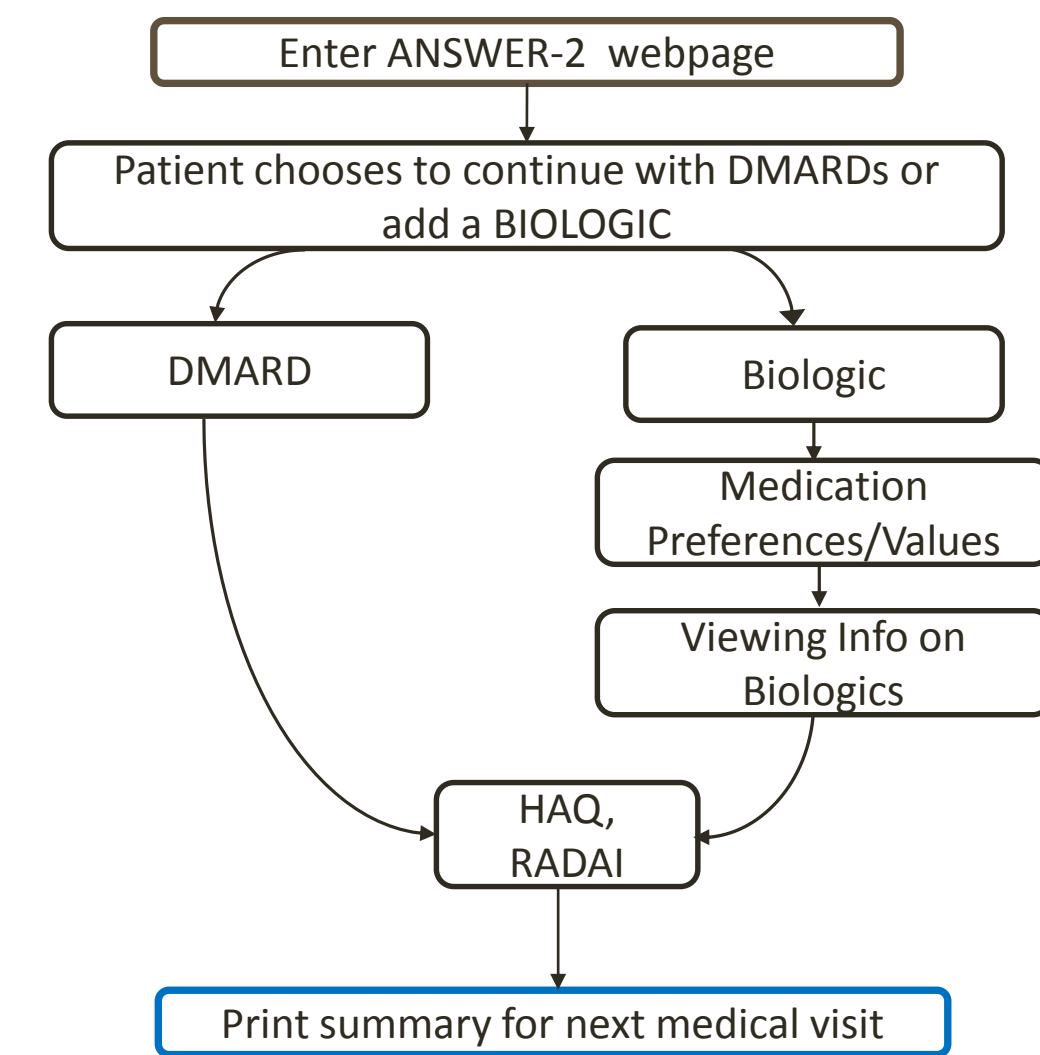 Enter ANSWER-2 webpage
Patient chooses to continue with DMARDs or
add a BIOLOGIC
DMARD
Biologic
Medication
Preferences/Values
Viewing Info on
Biologics
HAQ,
RADAI
Print summary for next medical visit